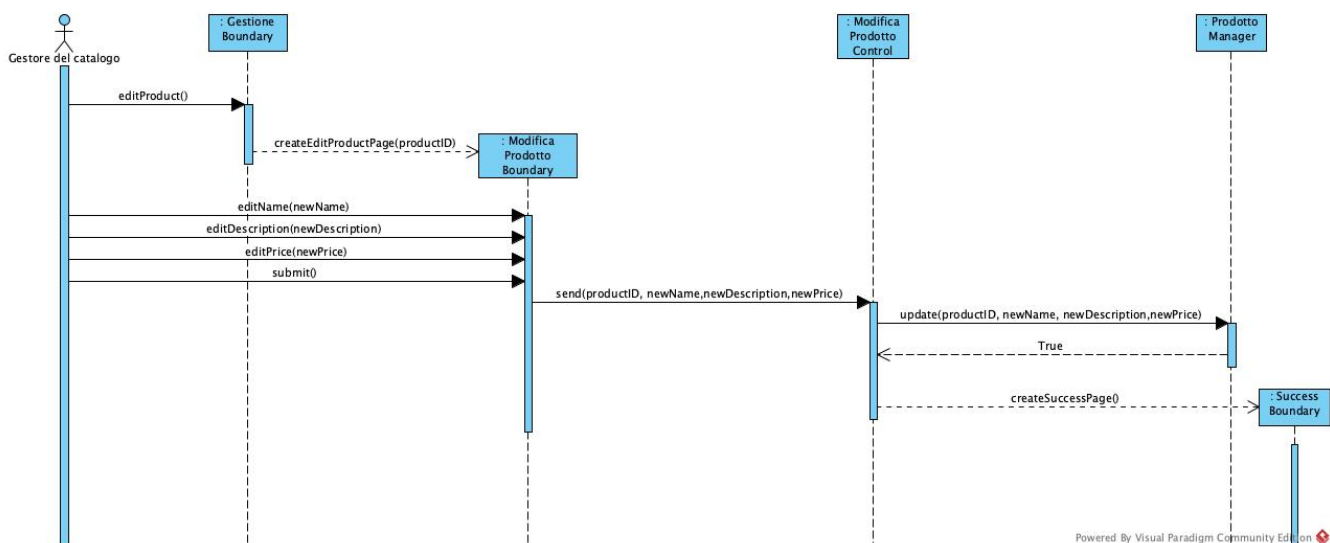 : Gestione
Boundary
: Modifica
Prodotto
Control
: Prodotto
Manager
Gestore del catalogo
editProduct()
createEditProductPage(productID)
: Modifica
Prodotto
Boundary
editName(newName)
editDescription(newDescription)
editPrice(newPrice)
submit()
send(productID, newName,newDescription,newPrice)
update(productID, newName, newDescription,newPrice)
True
createSuccessPage()
: Success
Boundary
Powered By Visual Paradigm Community Edition